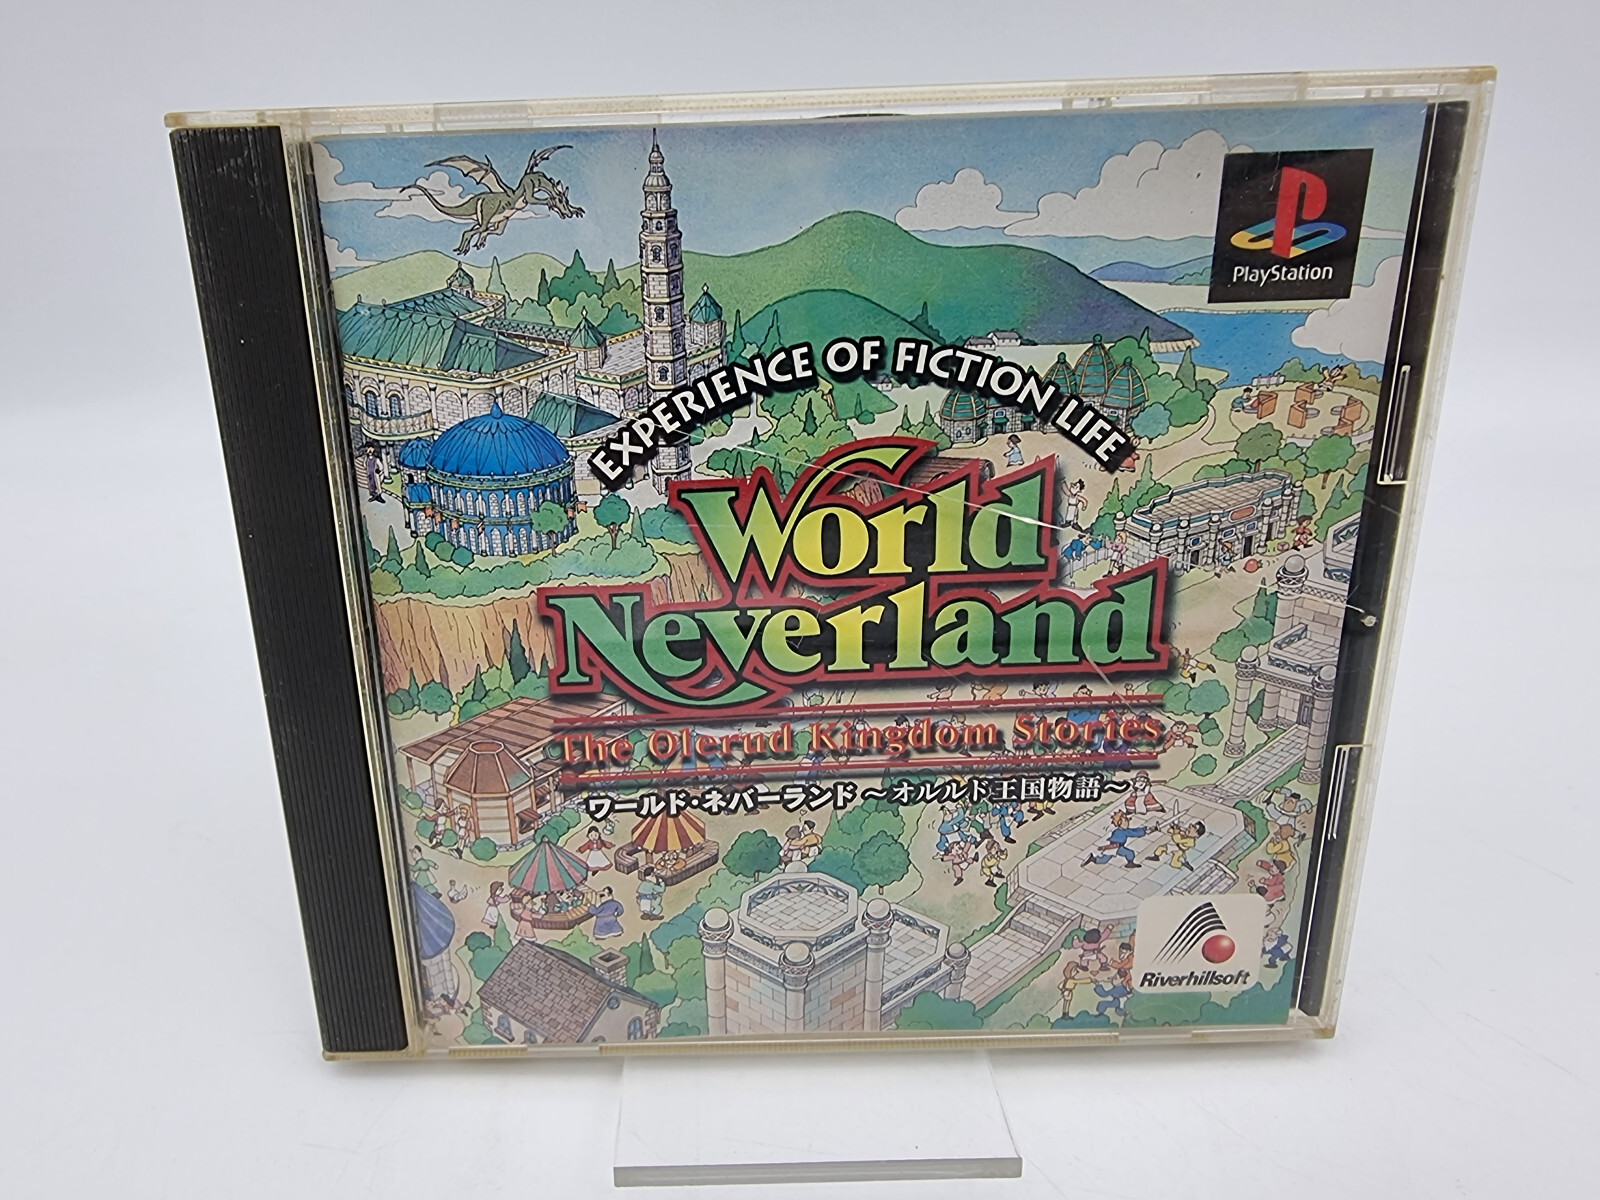 PlayStation
EXPERIENCE OF FICTION LIFE
World
Neverland
The Olerud Kingdom Stories
ワールド・ネバーランド ～オルルド王国物語～
Riverhillsoft